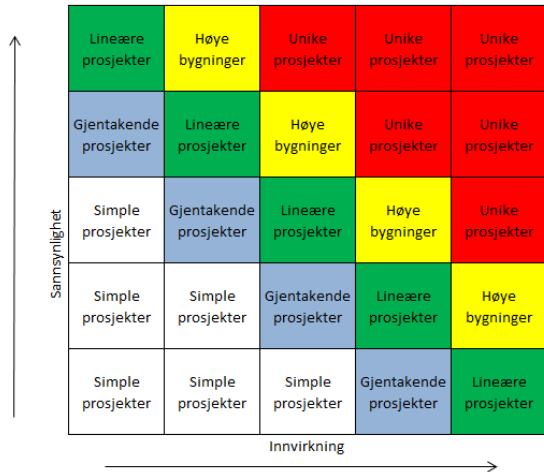 Lineære
prosjekter
Høye
bygninger
Unike
prosjekter
Unike
prosjekter
Unike
prosjekter
Gjentakende
prosjekter
Lineære
prosjekter
Høye
bygninger
Unike
prosjekter
Unike
prosjekter
Simple
prosjekter
Gjentakende
prosjekter
Lineære
prosjekter
Høye
bygninger
Unike
prosjekter
Simple
prosjekter
Simple
prosjekter
Gjentakende
prosjekter
Lineære
prosjekter
Høye
bygninger
Simple
prosjekter
Simple
prosjekter
Simple
prosjekter
Gjentakende
prosjekter
Lineære
prosjekter
Sannsynlighet
Innvirkning